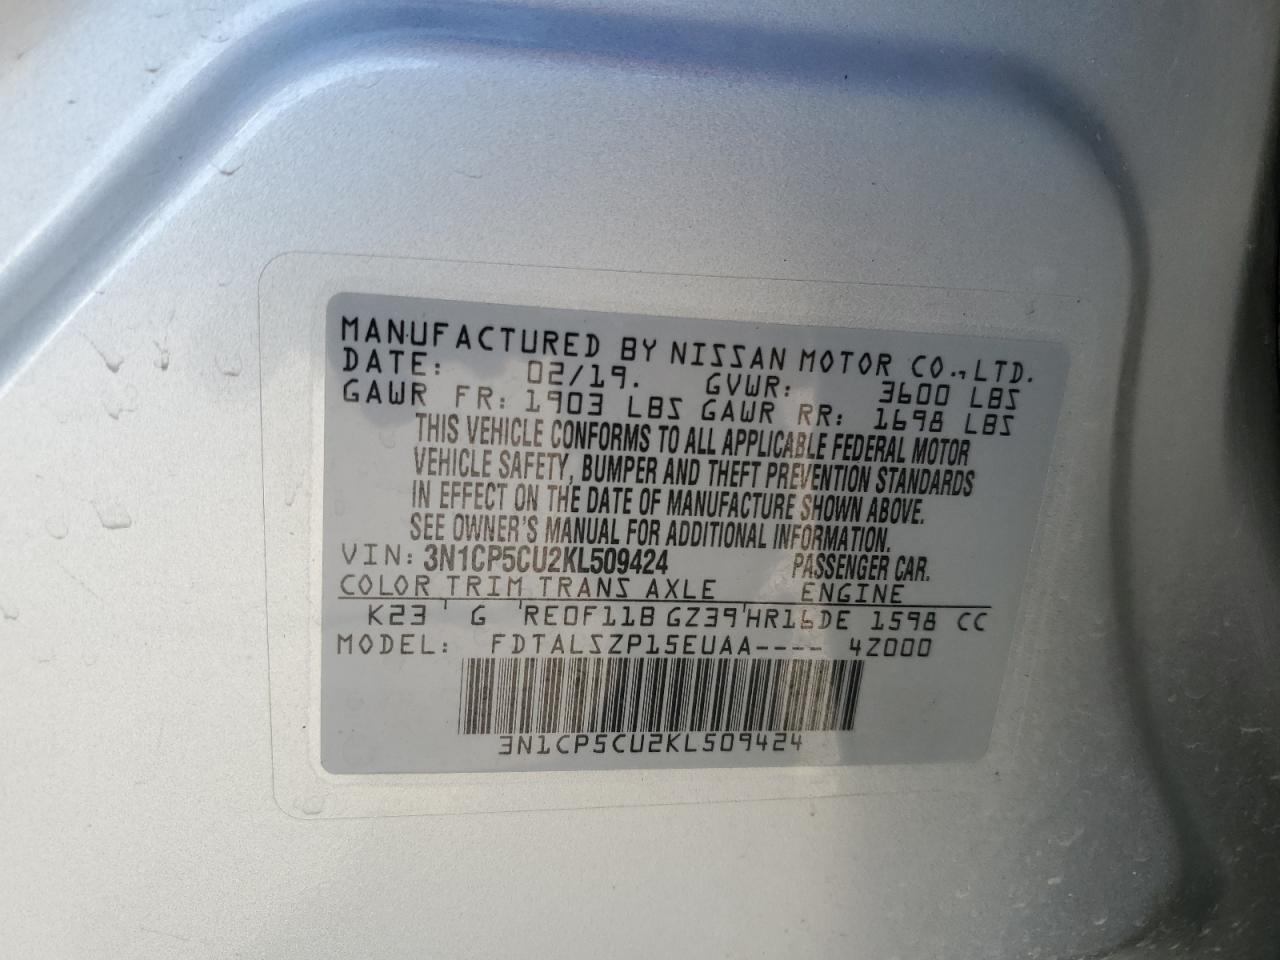 MANUFACTURED BY NISSAN MOTOR CO., LTD.
DATE: 02/19. GVWR: 3600 LBS
GAWR FR: 1903 LBS GAWR RR: 1698 LBS
THIS VEHICLE CONFORMS TO ALL APPLICABLE FEDERAL MOTOR
VEHICLE SAFETY, BUMPER AND THEFT PREVENTION STANDARDS
IN EFFECT ON THE DATE OF MANUFACTURE SHOWN ABOVE.
SEE OWNER'S MANUAL FOR ADDITIONAL INFORMATION.
VIN: 3N1CP5CU2KL509424 PASSENGER CAR.
COLOR TRIM TRANS AXLE ENGINE
K23 ' G 'RE0F11B GZ39'HR16DE 1598 CC
MODEL: FDTALSZP15EUAA---- 4Z000
3N1CP5CU2KL509424